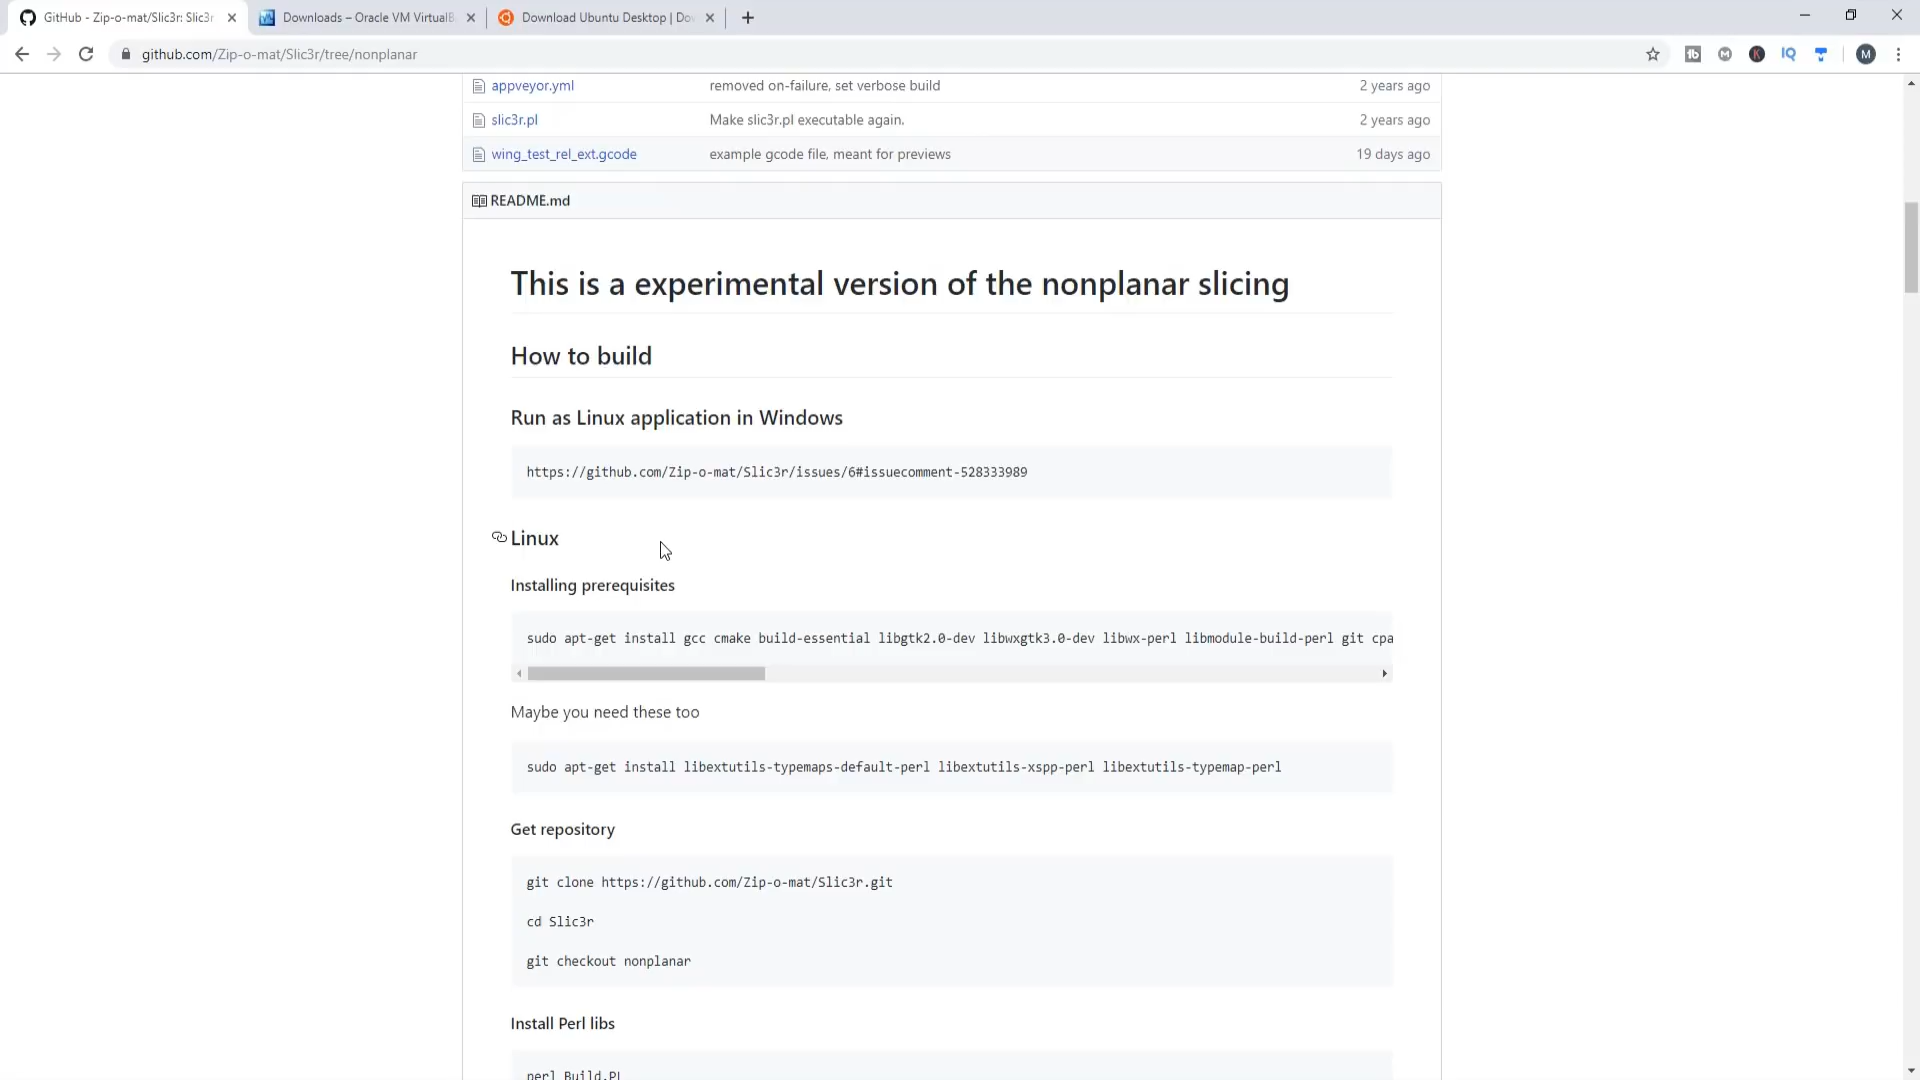 GitHub - Zip-o-mat/Slic3r: Slic3r
Downloads – Oracle VM VirtualB
Download Ubuntu Desktop | Do
github.com/Zip-o-mat/Slic3r/tree/nonplanar
tb
M
K
IQ
M
appveyor.yml removed on-failure, set verbose build 2 years ago
slic3r.pl Make slic3r.pl executable again. 2 years ago
wing_test_rel_ext.gcode example gcode file, meant for previews 19 days ago
README.md
This is a experimental version of the nonplanar slicing
How to build
Run as Linux application in Windows
https://github.com/Zip-o-mat/Slic3r/issues/6#issuecomment-528333989
Linux
Installing prerequisites
sudo apt-get install gcc cmake build-essential libgtk2.0-dev libwxgtk3.0-dev libwx-perl libmodule-build-perl git cpa
Maybe you need these too
sudo apt-get install libextutils-typemaps-default-perl libextutils-xspp-perl libextutils-typemap-perl
Get repository
git clone https://github.com/Zip-o-mat/Slic3r.git
cd Slic3r
git checkout nonplanar
Install Perl libs
perl Build.PL